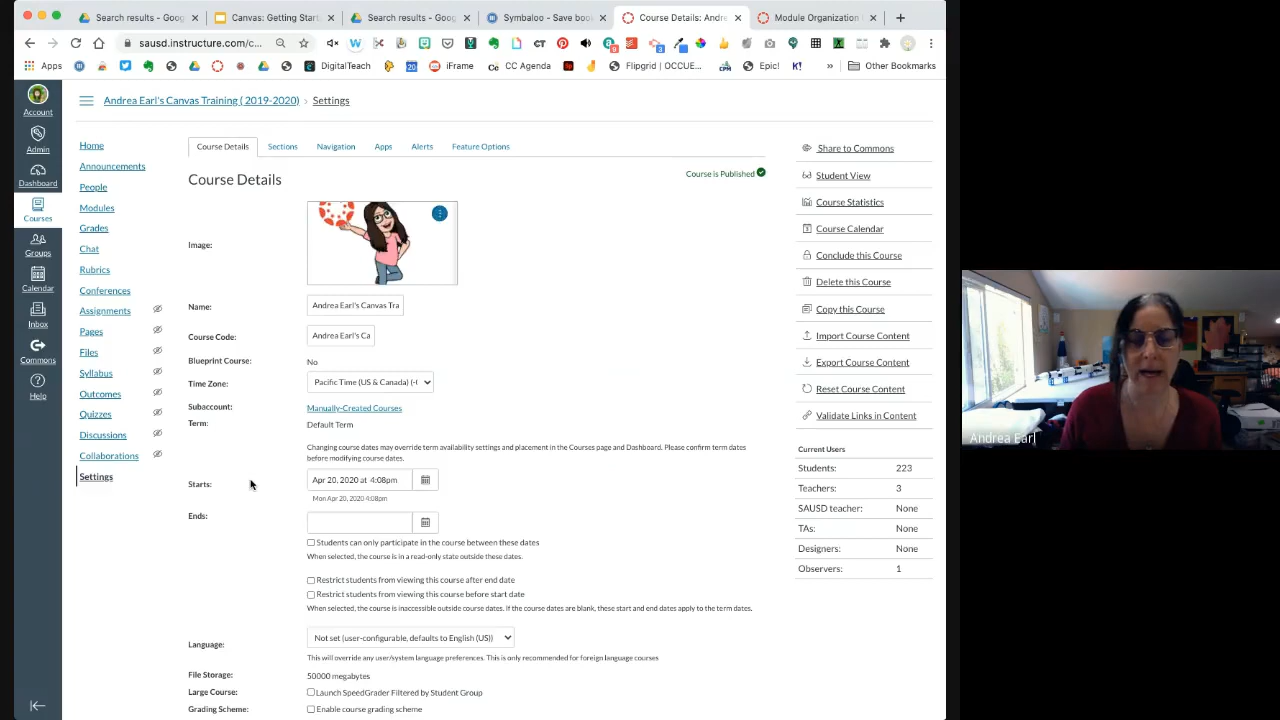 Search results - Goog
Canvas: Getting Start
Search results - Goog
Symbaloo - Save book
Course Details: Andre
Module Organization
sausd.instructure.com/c...
Apps
DigitalTeach
iFrame
CC Agenda
Flipgrid (OCCUE...
Epic!
Other Bookmarks
Account
Admin
Dashboard
Courses
Groups
Calendar
Inbox
Commons
Help
Andrea Earl's Canvas Training ( 2019-2020) › Settings
Home
Announcements
People
Modules
Grades
Chat
Rubrics
Conferences
Assignments
Pages
Files
Syllabus
Outcomes
Quizzes
Discussions
Collaborations
Settings
Course Details Sections Navigation Apps Alerts Feature Options
Course Details
Course is Published
Image:
Name: Andrea Earl's Canvas Tra
Course Code: Andrea Earl's Ca
Blueprint Course: No
Time Zone: Pacific Time (US & Canada) (-
Subaccount: Manually-Created Courses
Term: Default Term
Changing course dates may override term availability settings and placement in the Courses page and Dashboard. Please confirm term dates
before modifying course dates.
Starts: Apr 20, 2020 at 4:08pm
Mon Apr 20, 2020 4:08pm
Ends:
Students can only participate in the course between these dates
When selected, the course is in a read-only state outside these dates.
Restrict students from viewing this course after end date
Restrict students from viewing this course before start date
When selected, the course is inaccessible outside course dates. If the course dates are blank, these start and end dates apply to the term dates.
Language: Not set (user-configurable, defaults to English (US))
This will override any user/system language preferences. This is only recommended for foreign language courses
File Storage: 50000 megabytes
Large Course: Launch SpeedGrader Filtered by Student Group
Grading Scheme: Enable course grading scheme
Share to Commons
Student View
Course Statistics
Course Calendar
Conclude this Course
Delete this Course
Copy this Course
Import Course Content
Export Course Content
Reset Course Content
Validate Links in Content
Current Users
Students: 223
Teachers: 3
SAUSD teacher: None
TAs: None
Designers: None
Observers: 1
Andrea Earl